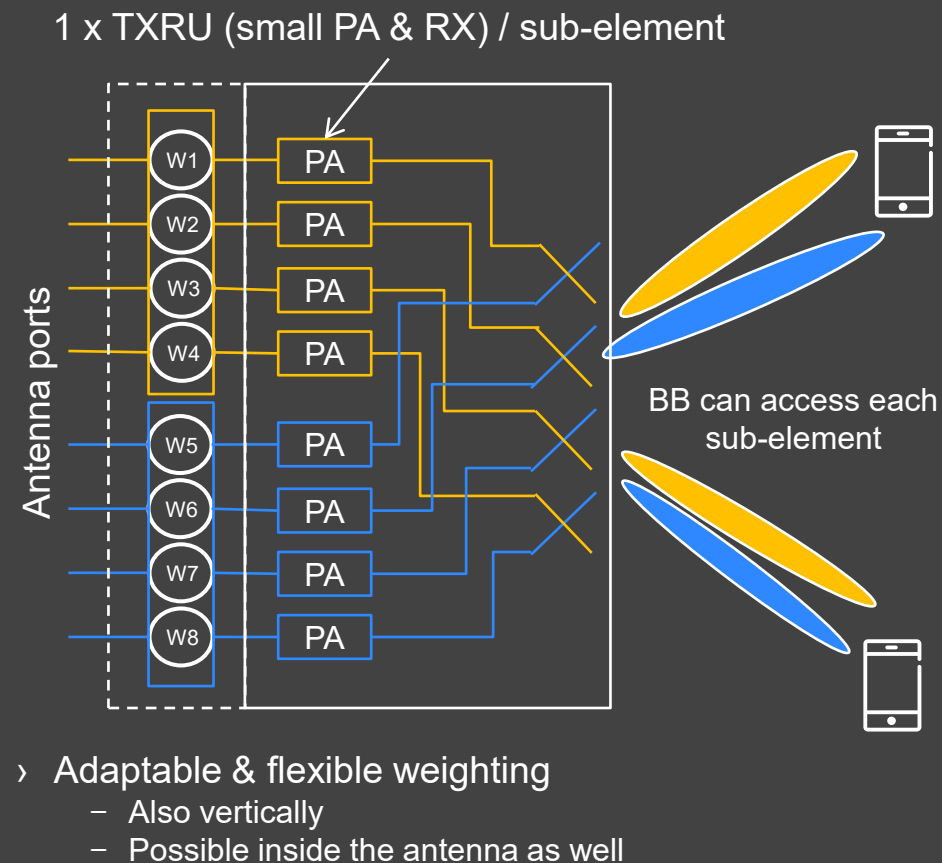 1 x TXRU (small PA & RX) / sub-element
Antenna ports
W1
PA
W2
PA
W3
PA
W4
PA
W5
PA
W6
PA
W7
PA
W8
PA
BB can access each
sub-element
› Adaptable & flexible weighting
– Also vertically
– Possible inside the antenna as well